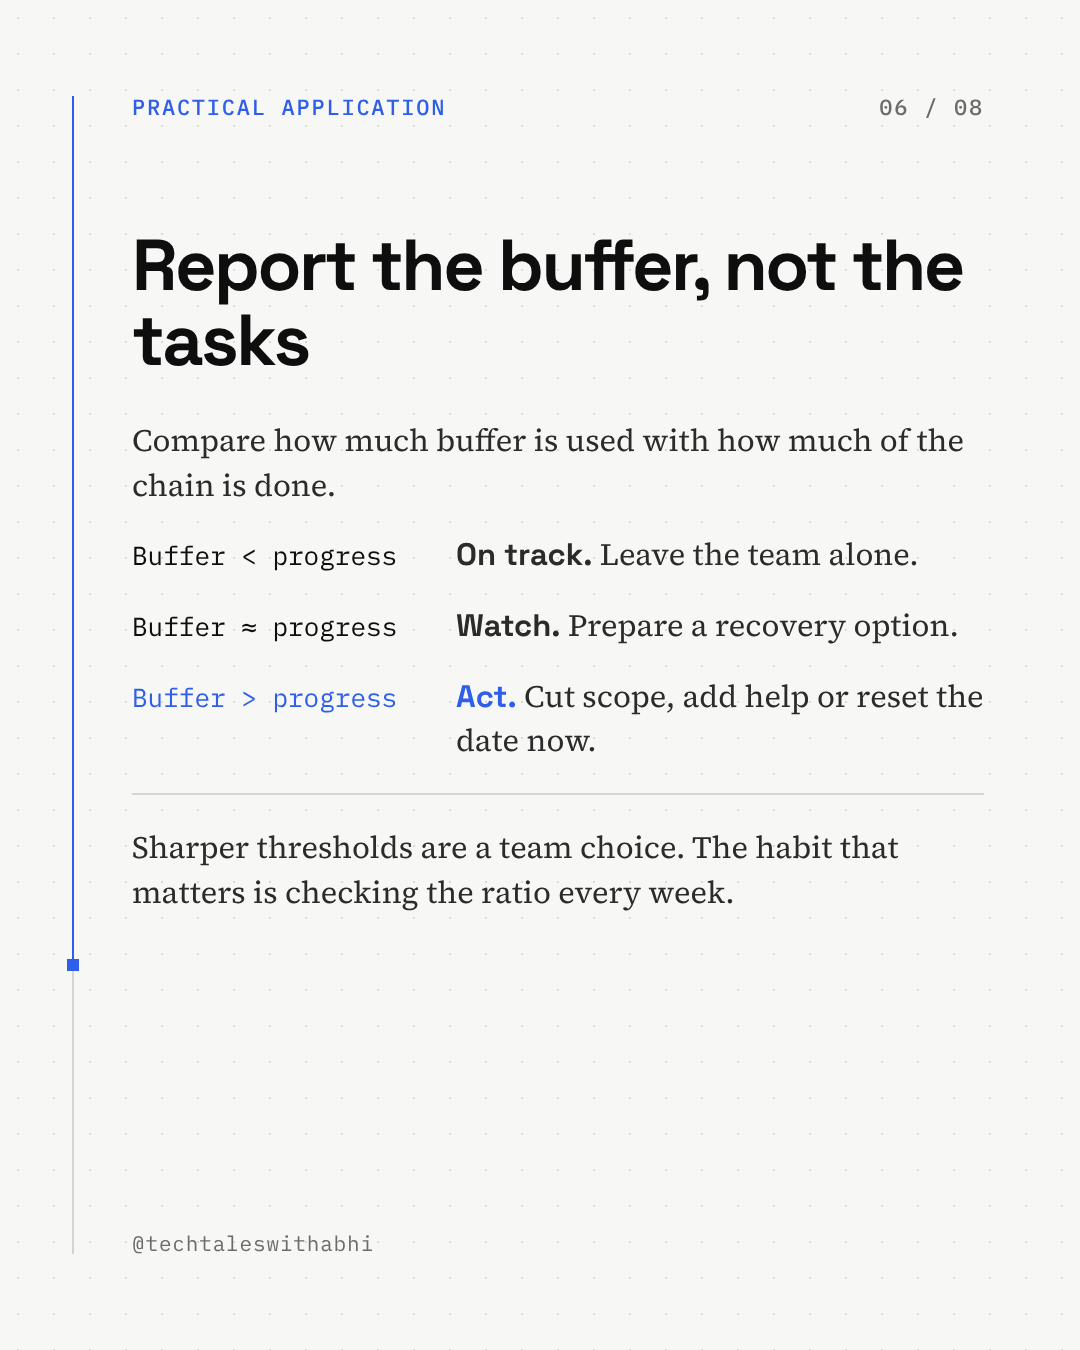 PRACTICAL APPLICATION
06 / 08
Report the buffer, not the
tasks
Compare how much buffer is used with how much of the
chain is done.
Buffer < progress
On track. Leave the team alone.
Buffer ≈ progress
Watch. Prepare a recovery option.
Buffer > progress
Act. Cut scope, add help or reset the
date now.
Sharper thresholds are a team choice. The habit that
matters is checking the ratio every week.
@techtaleswithabhi